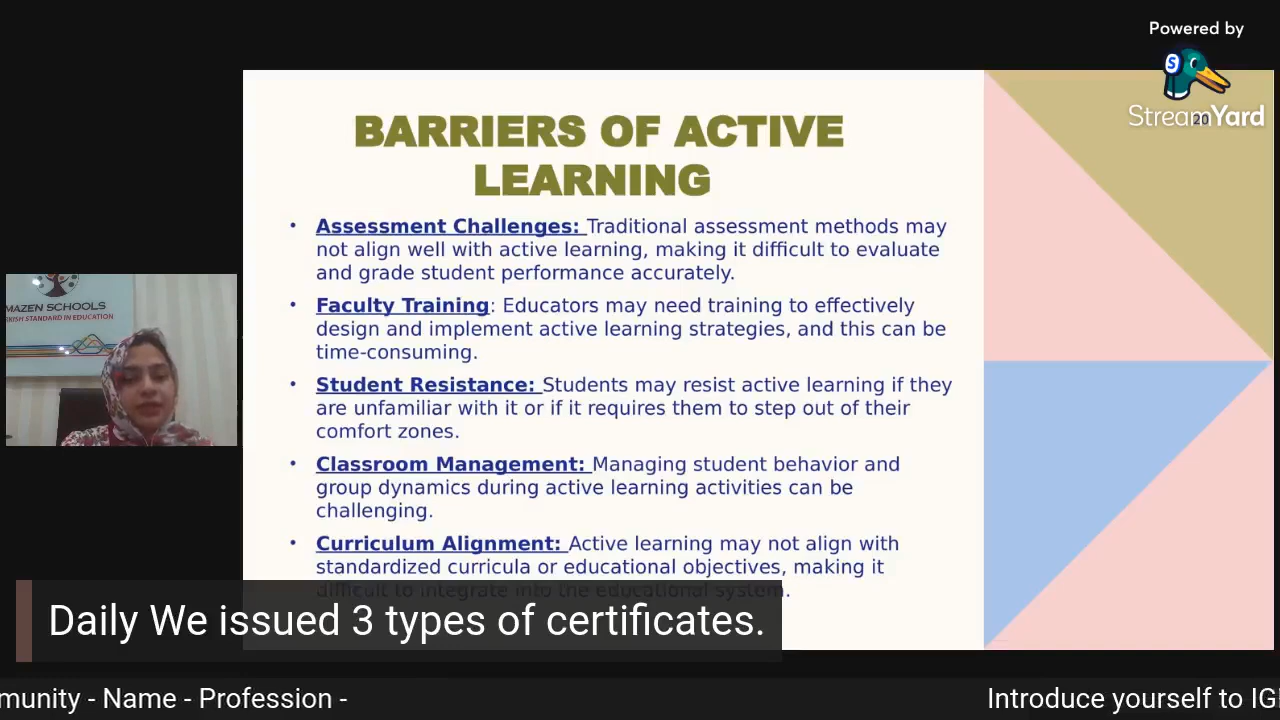 Powered by
StreamYard
20
BARRIERS OF ACTIVE
LEARNING
• Assessment Challenges: Traditional assessment methods may
not align well with active learning, making it difficult to evaluate
and grade student performance accurately.
• Faculty Training: Educators may need training to effectively
design and implement active learning strategies, and this can be
time-consuming.
• Student Resistance: Students may resist active learning if they
are unfamiliar with it or if it requires them to step out of their
comfort zones.
• Classroom Management: Managing student behavior and
group dynamics during active learning activities can be
challenging.
• Curriculum Alignment: Active learning may not align with
standardized curricula or educational objectives, making it
difficult to integrate into the educational system.
MAZEN SCHOOLS
RKISH STANDARD IN EDUCATION
Daily We issued 3 types of certificates.
munity - Name - Profession -
Introduce yourself to IG